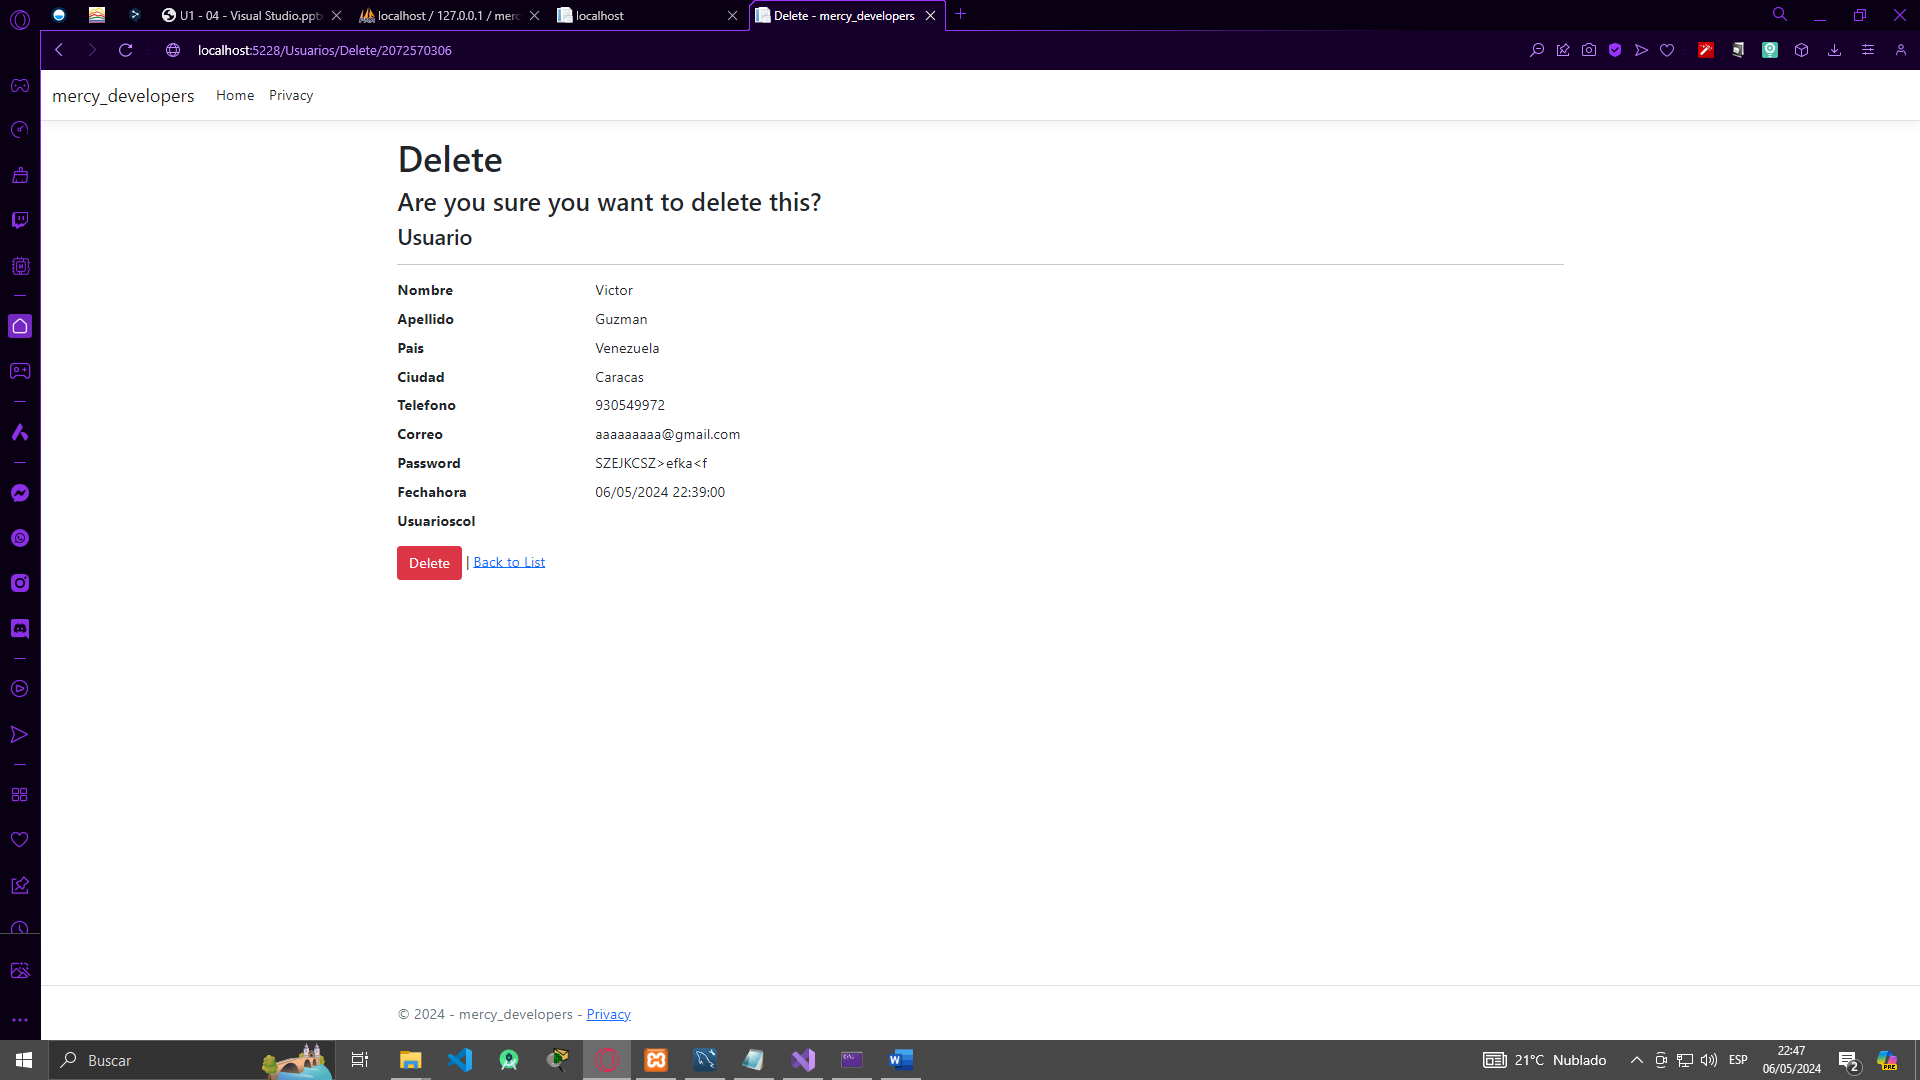 U1 - 04 - Visual Studio.pptx
localhost / 127.0.0.1 / merc
localhost
Delete - mercy_developers
localhost:5228/Usuarios/Delete/2072570306
mercy_developers Home Privacy
Delete
Are you sure you want to delete this?
Usuario
Nombre Victor
Apellido Guzman
Pais Venezuela
Ciudad Caracas
Telefono 930549972
Correo aaaaaaaaa@gmail.com
Password SZEJKCSZ>efka<f
Fechahora 06/05/2024 22:39:00
Usuarioscol
Delete | Back to List
© 2024 - mercy_developers - Privacy
Buscar
21°C Nublado
ESP
22:47
06/05/2024
2